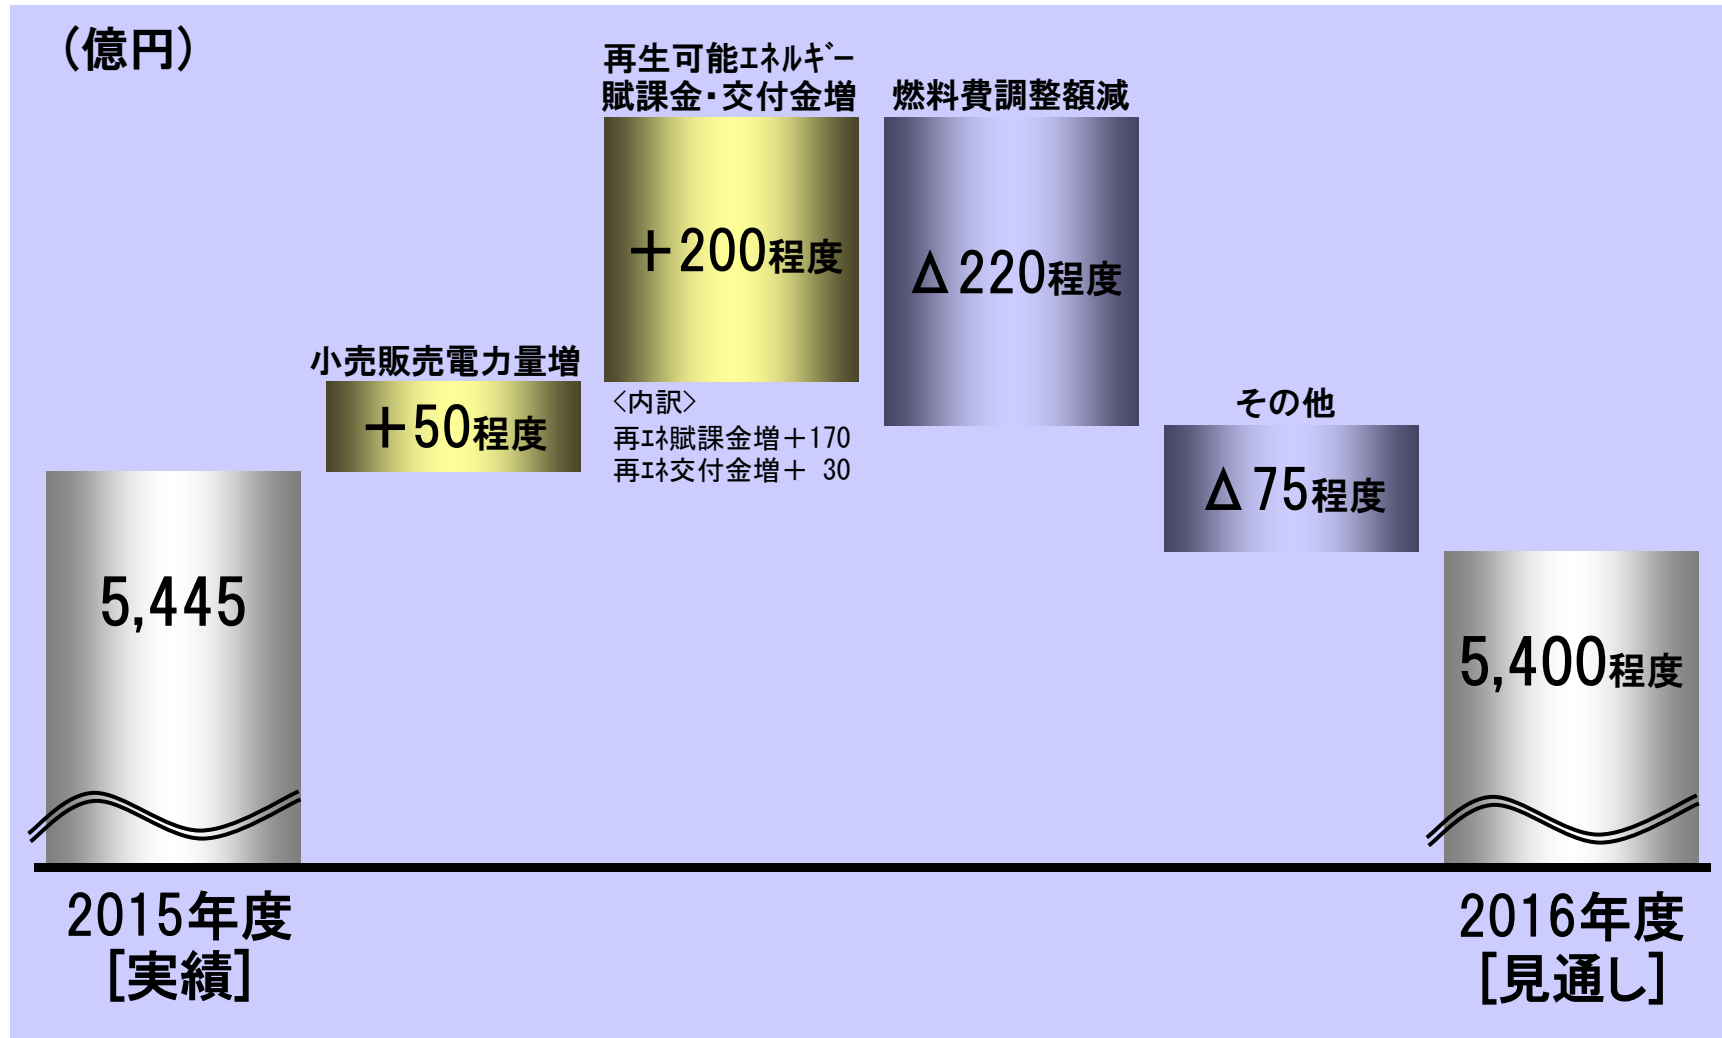 （億円）
再生可能ｴﾈﾙｷﾞｰ
賦課金・交付金増
燃料費調整額減
＋200程度
Δ220程度
小売販売電力量増
＋50程度
<内訳>
再ｴﾈ賦課金増＋170
再ｴﾈ交付金増＋ 30
その他
Δ75程度
5,445
5,400程度
2015年度
[実績]
2016年度
[見通し]